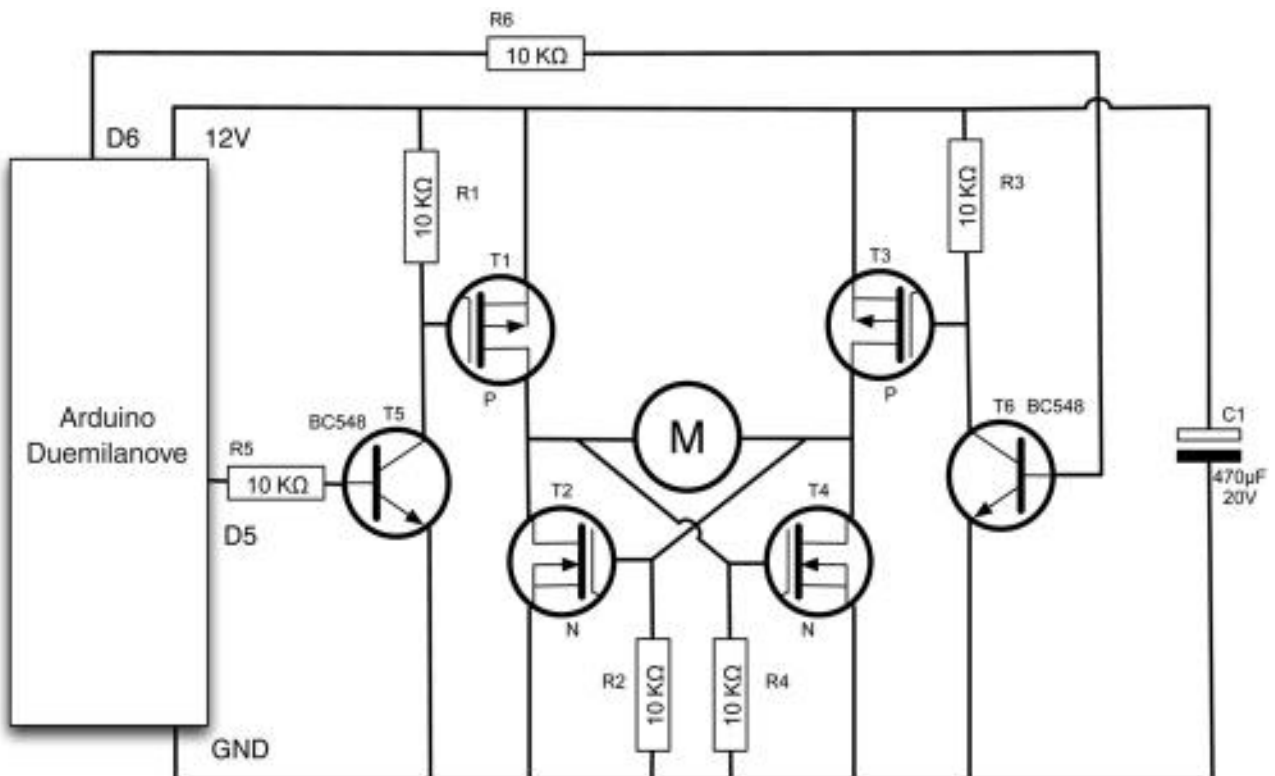 R6
10 KΩ
D6
12V
10 KΩ
R1
10 KΩ
R3
T1
T3
P
P
Arduino
Duemilanove
BC548
T5
M
T6
BC548
C1
470µF
20V
R5
10 KΩ
D5
T2
T4
N
N
R2
10 KΩ
10 KΩ
R4
GND